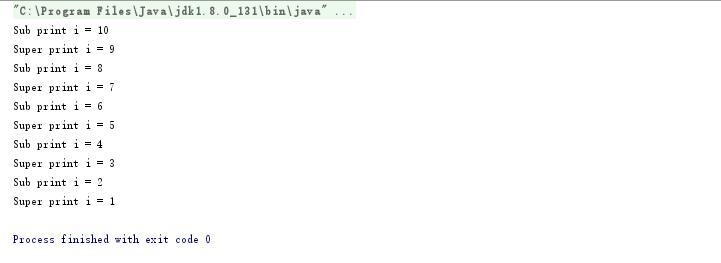 "C:\Program Files\Java\jdk1.8.0_131\bin\java" ...
Sub print i = 10
Super print i = 9
Sub print i = 8
Super print i = 7
Sub print i = 6
Super print i = 5
Sub print i = 4
Super print i = 3
Sub print i = 2
Super print i = 1
Process finished with exit code 0